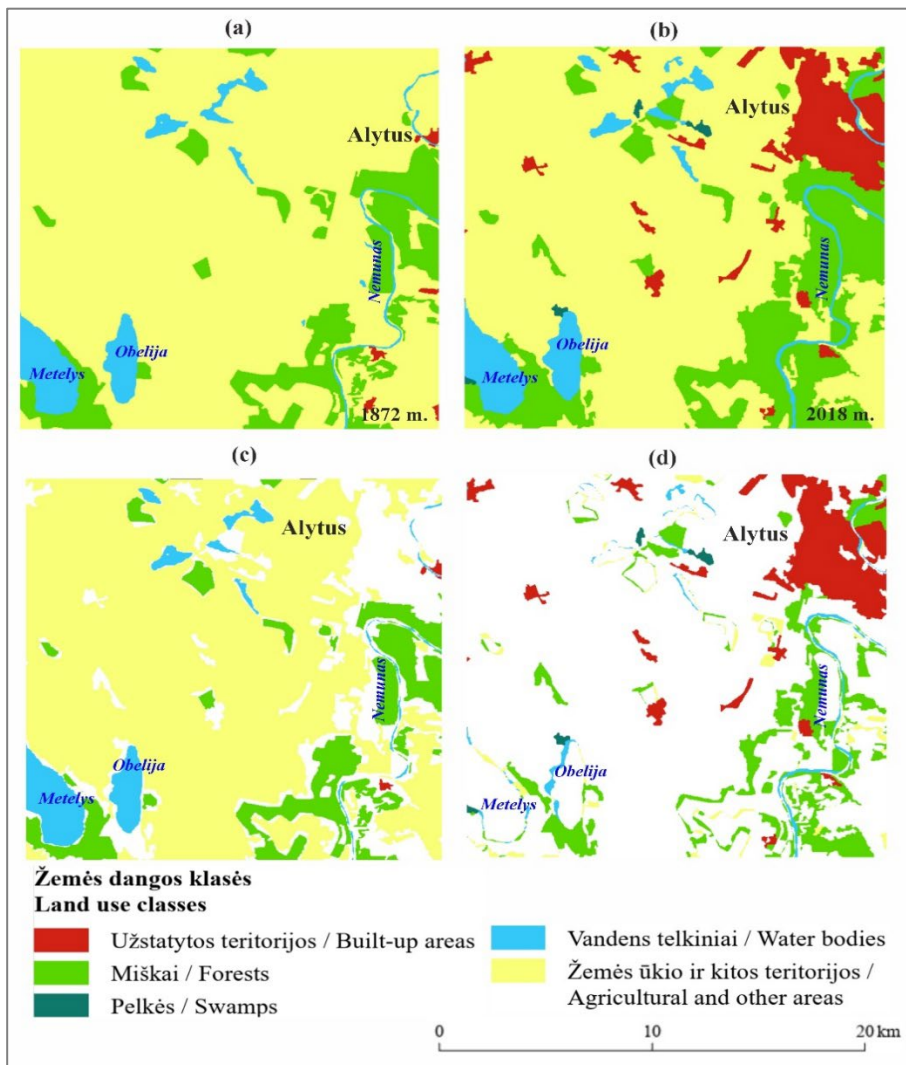 (a)
(b)
Alytus
Alytus
Nemunas
Nemunas
Obelija
Obelija
Metelys
Metelys
1872 m.
2018 m.
(c)
(d)
Alytus
Alytus
Nemunas
Nemunas
Obelija
Obelija
Metelys
Metelys
Žemės dangos klasės
Land use classes
Užstatytos teritorijos / Built-up areas
Miškai / Forests
Pelkės / Swamps
Vandens telkiniai / Water bodies
Žemės ūkio ir kitos teritorijos /
Agricultural and other areas
0 10 20 km